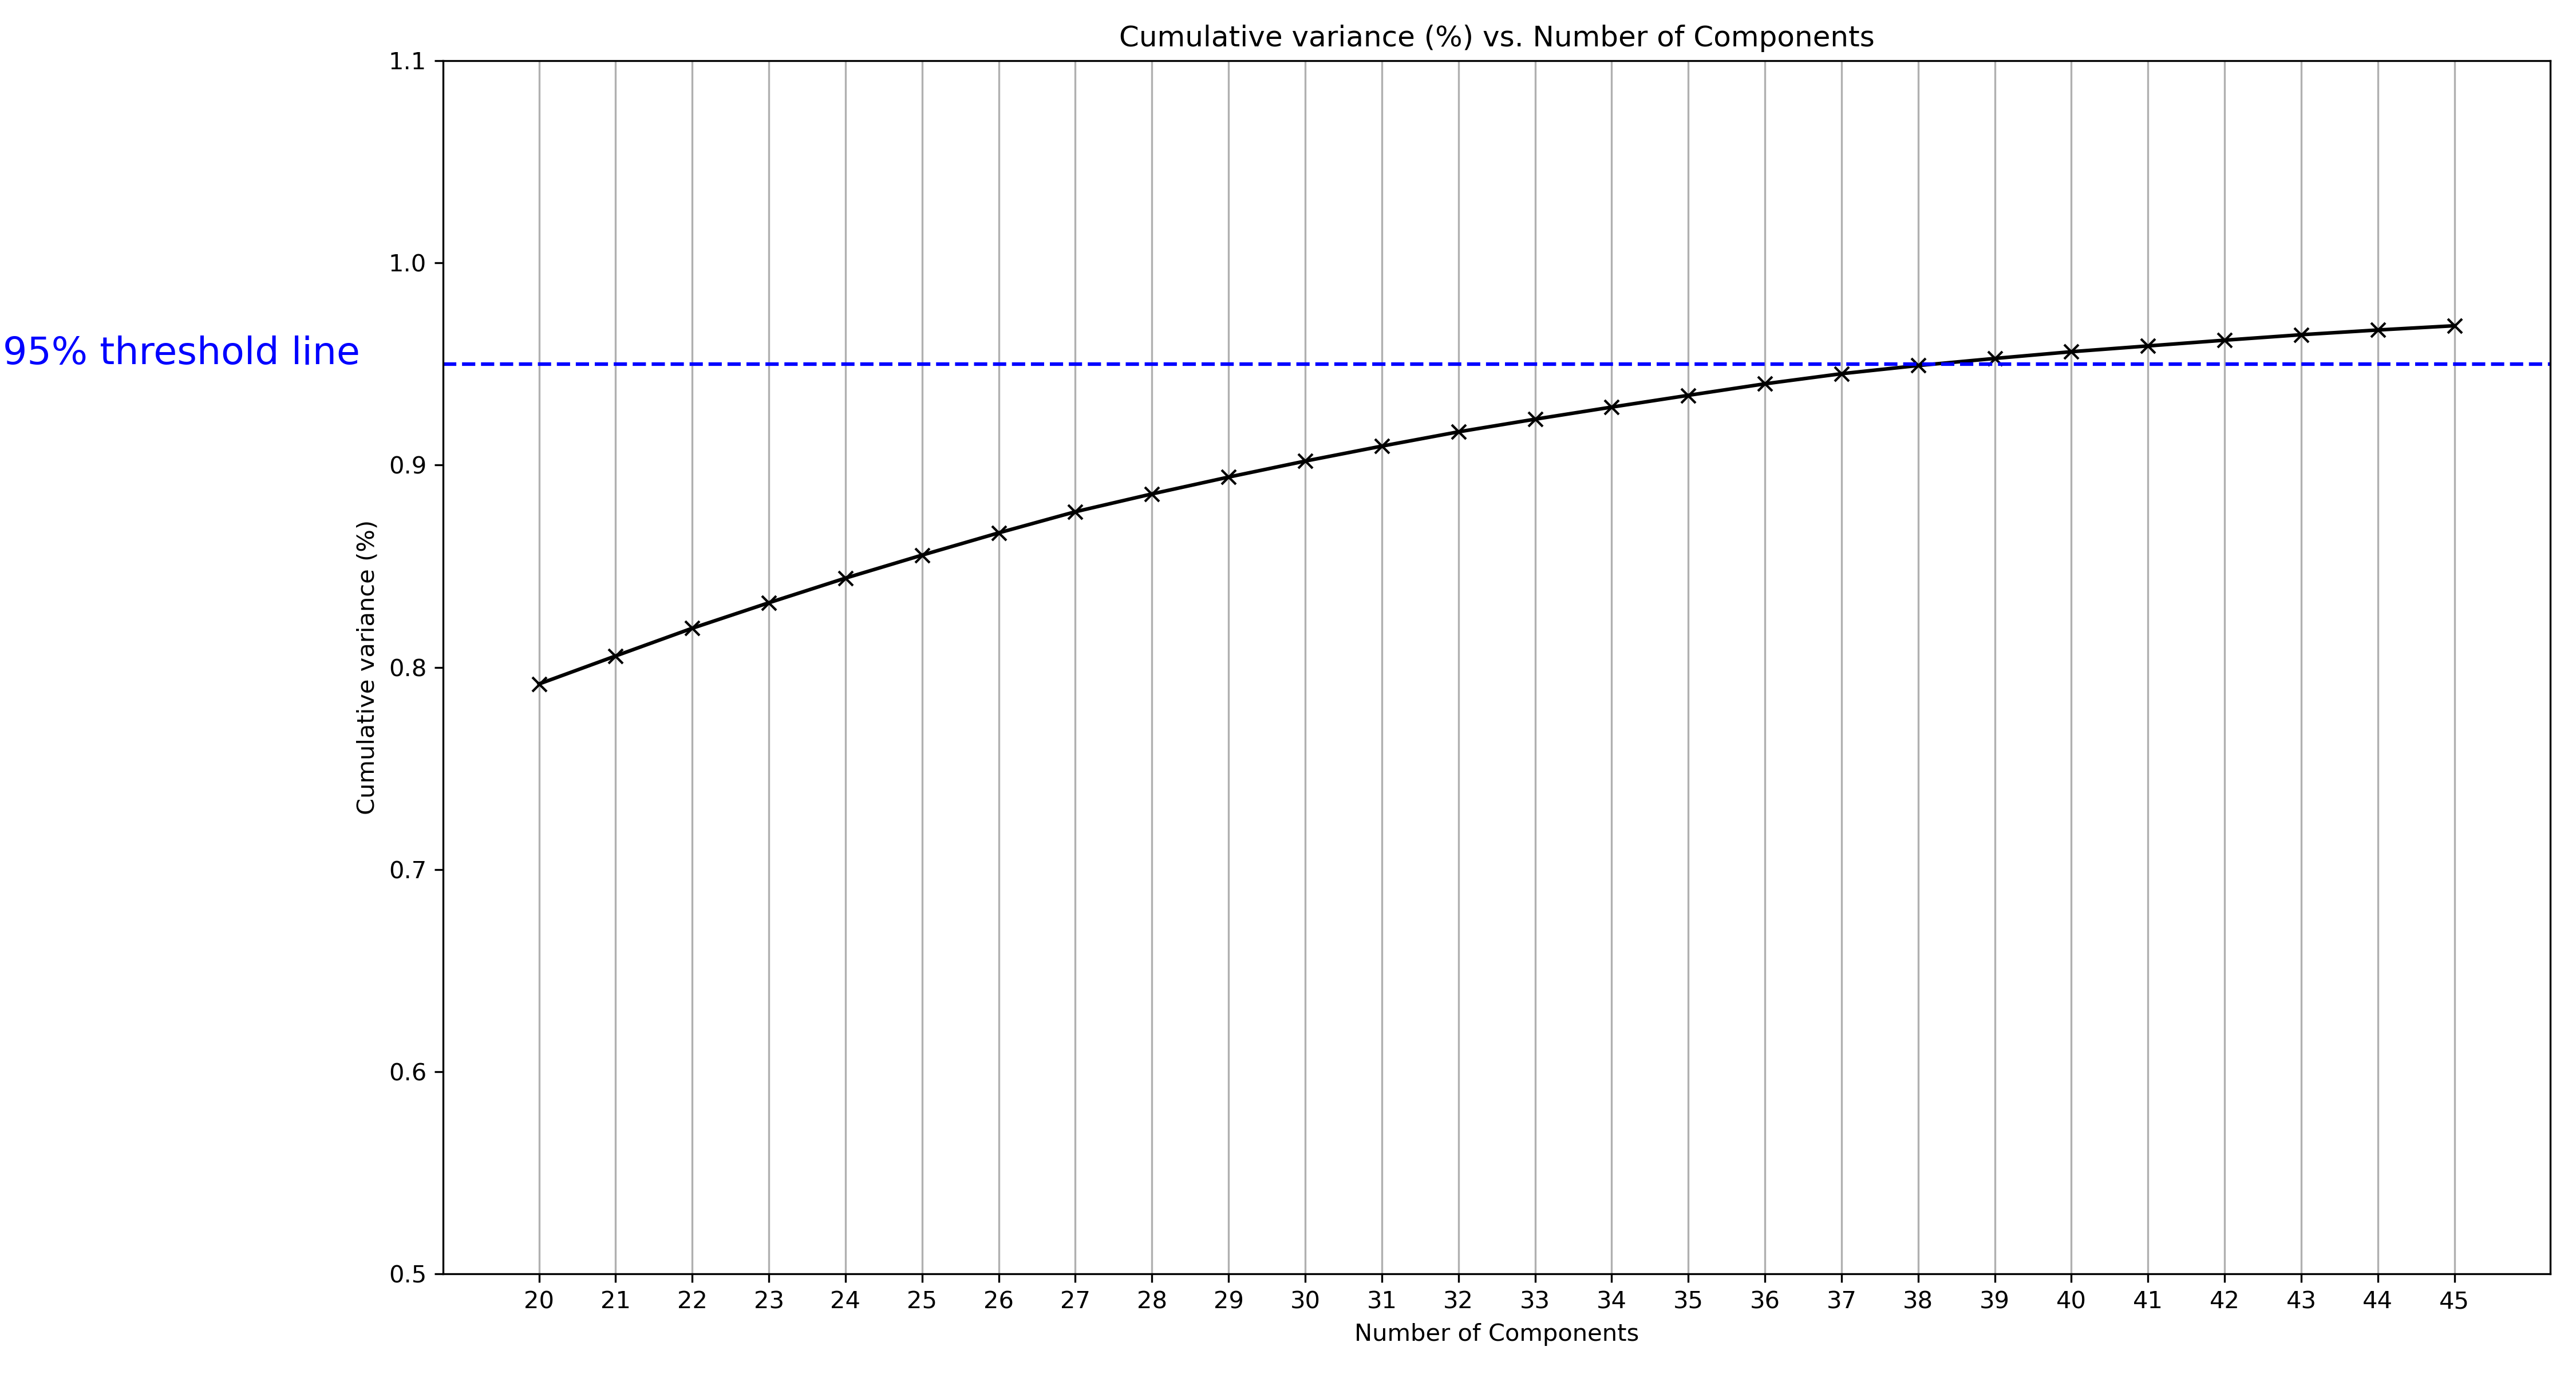 Cumulative variance (%) vs. Number of Components
1.1
1.0
95% threshold line
0.9
Cumulative variance (%)
0.8
0.7
0.6
0.5
20 21 22 23 24 25 26 27 28 29 30 31 32 33 34 35 36 37 38 39 40 41 42 43 44 45
Number of Components